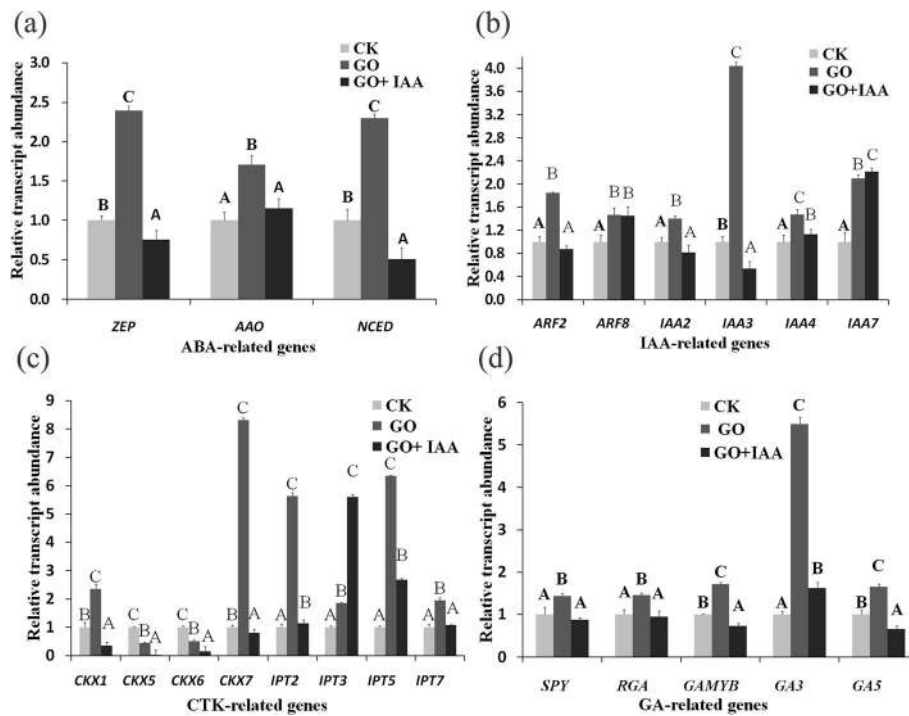 (a)
CK
GO
GO+ IAA
Relative transcript abundance
3.0
2.5
2.0
1.5
1.0
0.5
0.0
B C A
A B A
B C A
ZEP AAO NCED
ABA-related genes
(b)
CK
GO
GO+IAA
Relative transcript abundance
4.0
3.6
3.2
2.8
2.4
2.0
1.6
1.2
0.8
0.4
0.0
A B A
A B B
A B A
B C A
A C B
A B C
ARF2 ARF8 IAA2 IAA3 IAA4 IAA7
IAA-related genes
(c)
CK
GO
GO+ IAA
Relative transcript abundance
9
8
7
6
5
4
3
2
1
0
B C A
C B A
C B A
B C A
A C B
A B C
A C B
A B A
CKX1 CKX5 CKX6 CKX7 IPT2 IPT3 IPT5 IPT7
CTK-related genes
(d)
CK
GO
GO+IAA
Relative transcript abundance
6
5
4
3
2
1
0
A B A
A B A
B C A
A C B
B C A
SPY RGA GAMYB GA3 GA5
GA-related genes